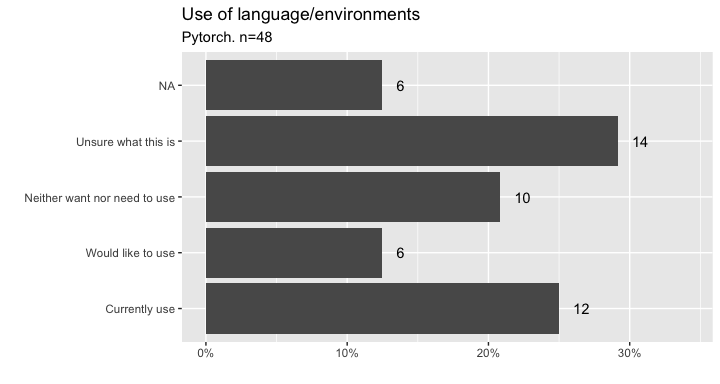 Use of language/environments
Pytorch. n=48
NA 6
Unsure what this is 14
Neither want nor need to use 10
Would like to use 6
Currently use 12
0% 10% 20% 30%